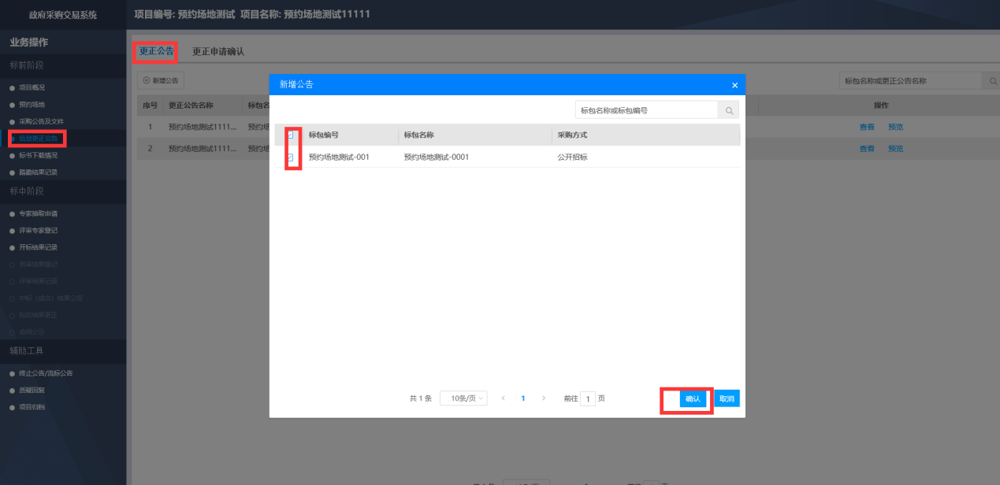 政府采购交易系统
项目编号: 预约场地测试 项目名称: 预约场地测试11111
业务操作
标前阶段
项目概况
预约场地
采购公告及文件
信息更正公告
标书下载情况
踏勘结果记录
标中阶段
专家抽取申请
评审专家登记
开标结果记录
评审结果记录
中标（成交）结果公告
标后结果更正
辅助工具
终止公告/流标公告
质疑回复
项目归档
更正公告 更正申请确认
新增公告
标包名称或更正公告名称
序号 更正公告名称 标包名 操作
1 预约场地测试1111... 预约场 查看 预览
2 预约场地测试1111... 预约场 查看 预览
新增公告
标包名称或标包编号
标包编号 标包名称 采购方式
预约场地测试-001 预约场地测试-0001 公开招标
共 1 条 10条/页 1 前往 1 页
确认 取消